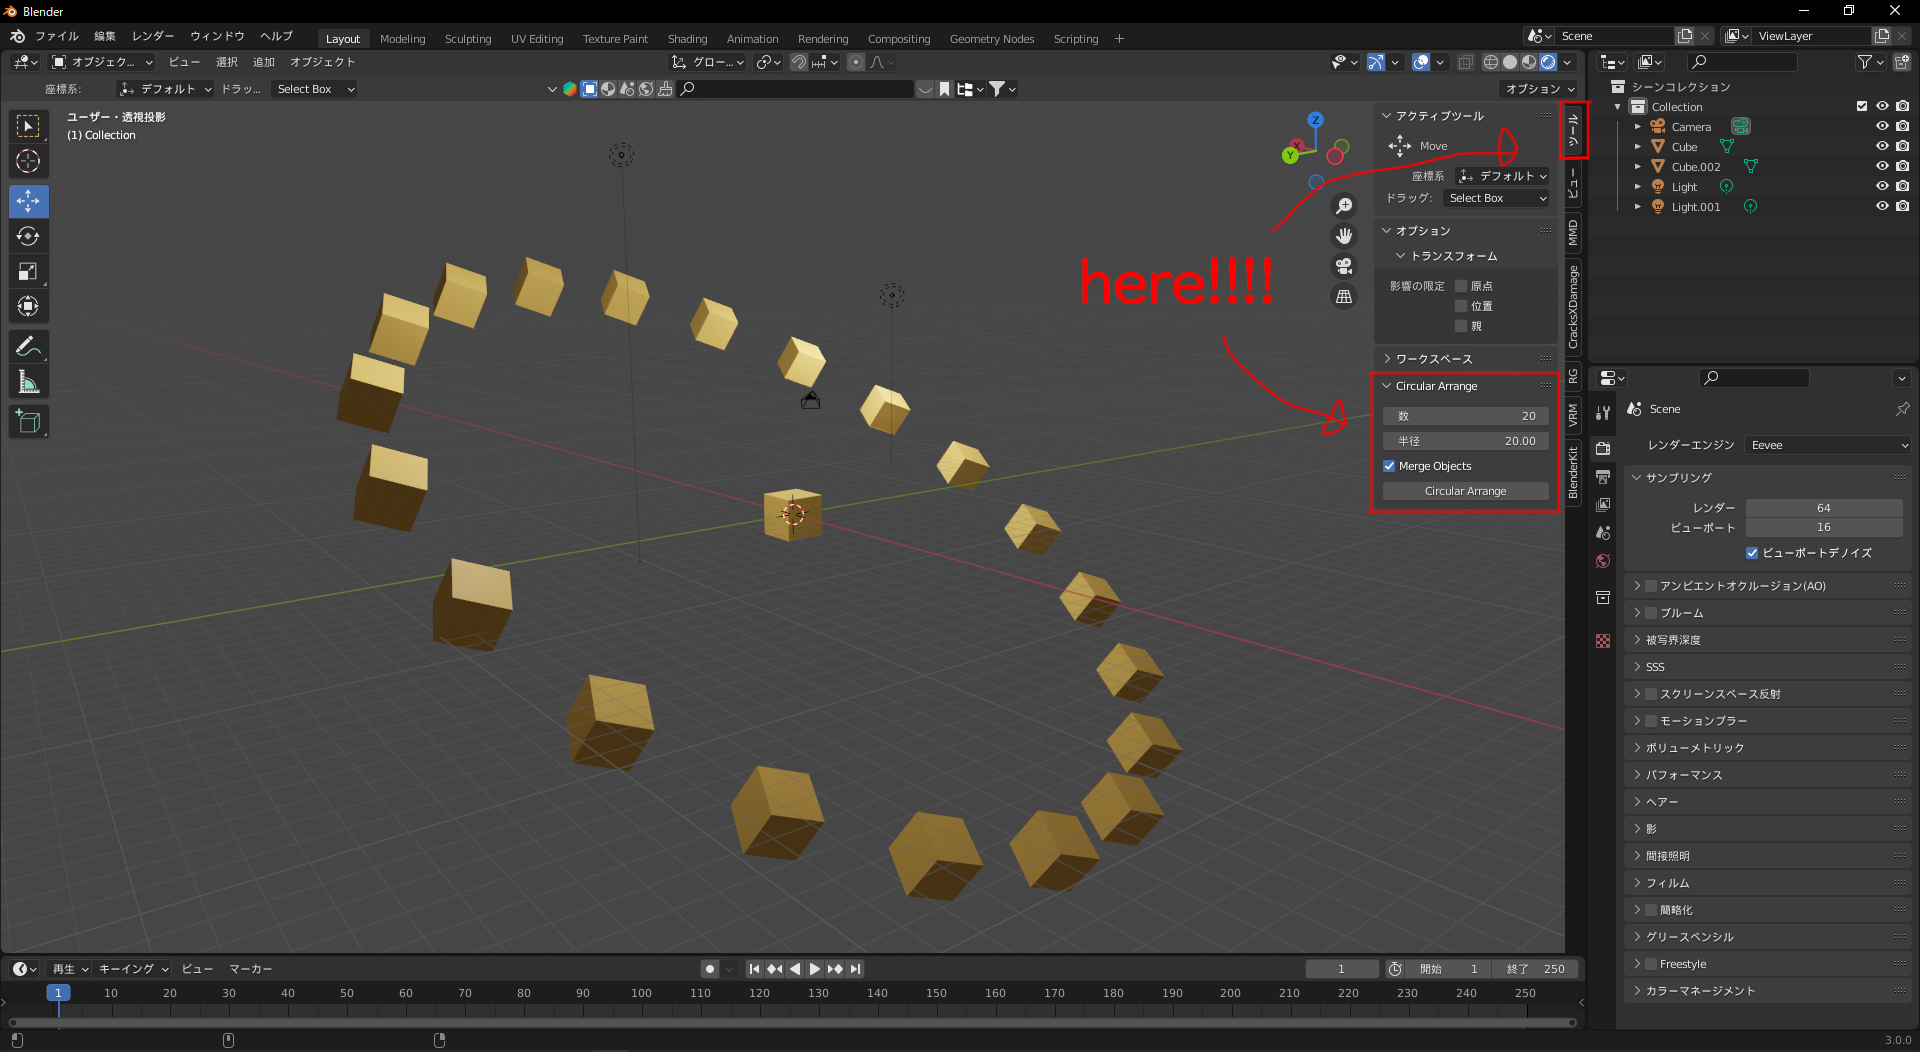 Blender
ファイル 編集 レンダー ウィンドウ ヘルプ Layout Modeling Sculpting UV Editing Texture Paint Shading Animation Rendering Compositing Geometry Nodes Scripting + Scene ViewLayer
オブジェク... ビュー 選択 追加 オブジェクト グロー...
座標系: デフォルト ドラッ... Select Box オプション
ユーザー・透視投影
(1) Collection
Z
X
Y
here!!!!
アクティブツール
Move
座標系 デフォルト
ドラッグ: Select Box
オプション
トランスフォーム
影響の限定 原点
位置
親
ワークスペース
Circular Arrange
数 20
半径 20.00
Merge Objects
Circular Arrange
ツール
ビュー
MMD
CracksXDamage
RG
VRM
BlenderKit
シーンコレクション
Collection
Camera
Cube
Cube.002
Light
Light.001
Scene
レンダーエンジン Eevee
サンプリング
レンダー 64
ビューポート 16
ビューポートデノイズ
アンビエントオクルージョン(AO)
ブルーム
被写界深度
SSS
スクリーンスペース反射
モーションブラー
ボリューメトリック
パフォーマンス
ヘアー
影
間接照明
フィルム
簡略化
グリースペンシル
Freestyle
カラーマネージメント
再生 キーイング ビュー マーカー 1 開始 1 終了 250
1 10 20 30 40 50 60 70 80 90 100 110 120 130 140 150 160 170 180 190 200 210 220 230 240 250
3.0.0